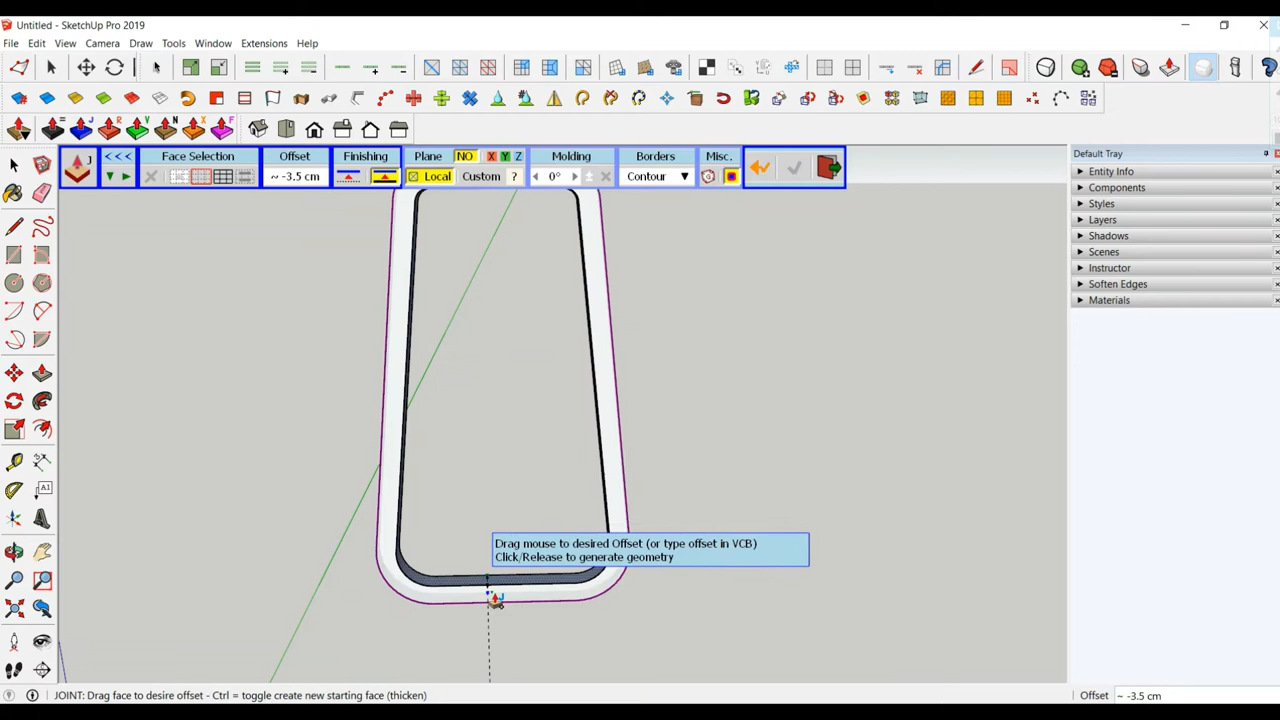 Untitled - SketchUp Pro 2019
File Edit View Camera Draw Tools Window Extensions Help
= J R V N X F
J <<< Face Selection Offset Finishing Plane NO X Y Z Molding Borders Misc.
~ -3.5 cm Local Custom ? 0° Contour
Default Tray
Entity Info
Components
Styles
Layers
Shadows
Scenes
Instructor
Soften Edges
Materials
A1
Drag mouse to desired Offset (or type offset in VCB)
Click/Release to generate geometry
JOINT: Drag face to desire offset - Ctrl = toggle create new starting face (thicken)
Offset ~ -3.5 cm